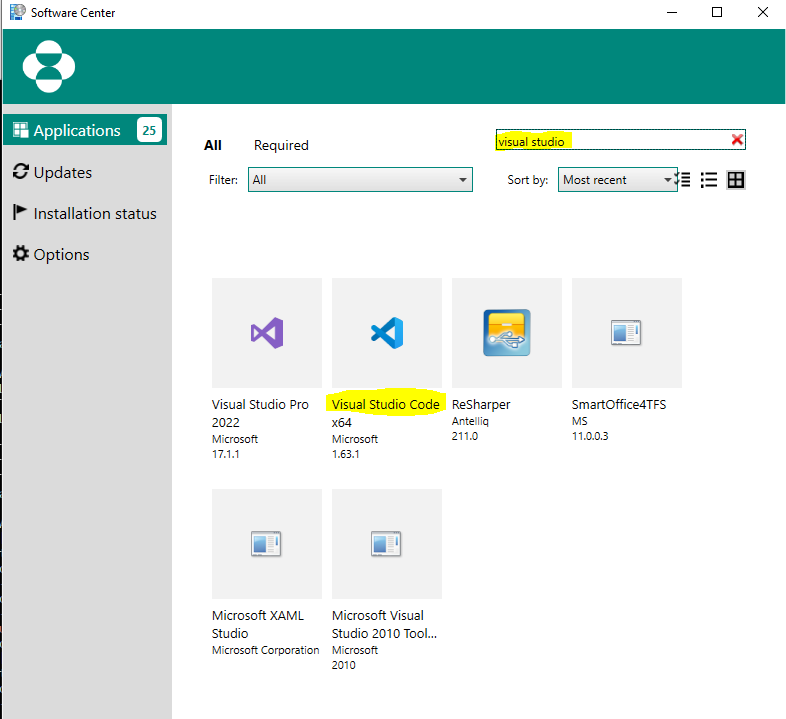 Software Center
Applications 25
Updates
Installation status
Options
All Required
visual studio
Filter: All
Sort by: Most recent
Visual Studio Pro
2022
Microsoft
17.1.1
Visual Studio Code
x64
Microsoft
1.63.1
ReSharper
Antelliq
211.0
SmartOffice4TFS
MS
11.0.0.3
Microsoft XAML
Studio
Microsoft Corporation
Microsoft Visual
Studio 2010 Tool...
Microsoft
2010